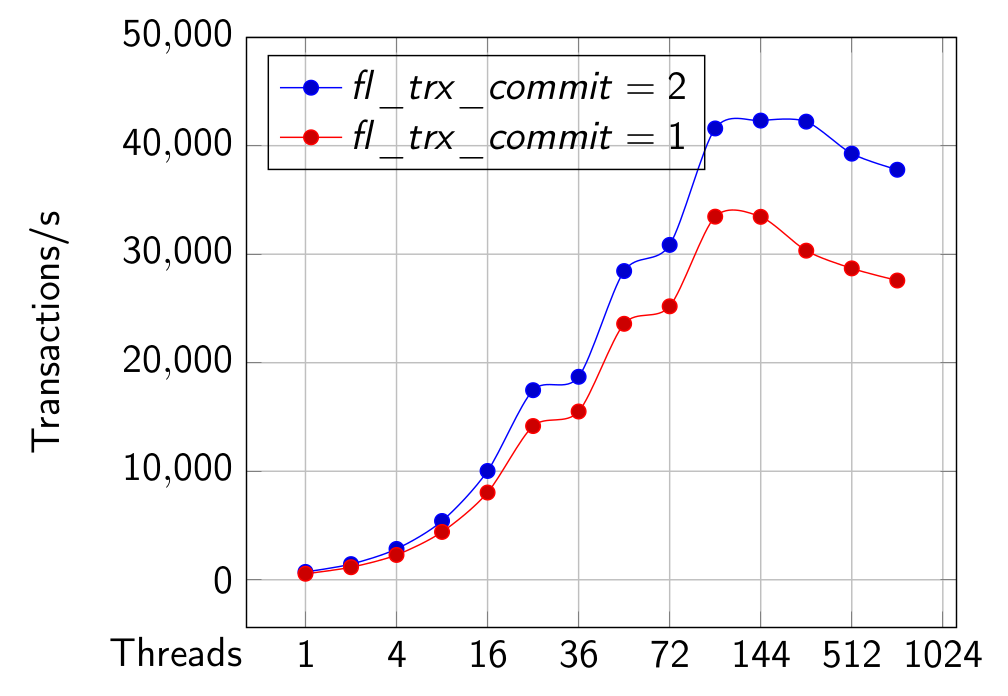 50,000
fl_trx_commit = 2
fl_trx_commit = 1
40,000
30,000
Transactions/s
20,000
10,000
0
Threads 1 4 16 36 72 144 512 1024